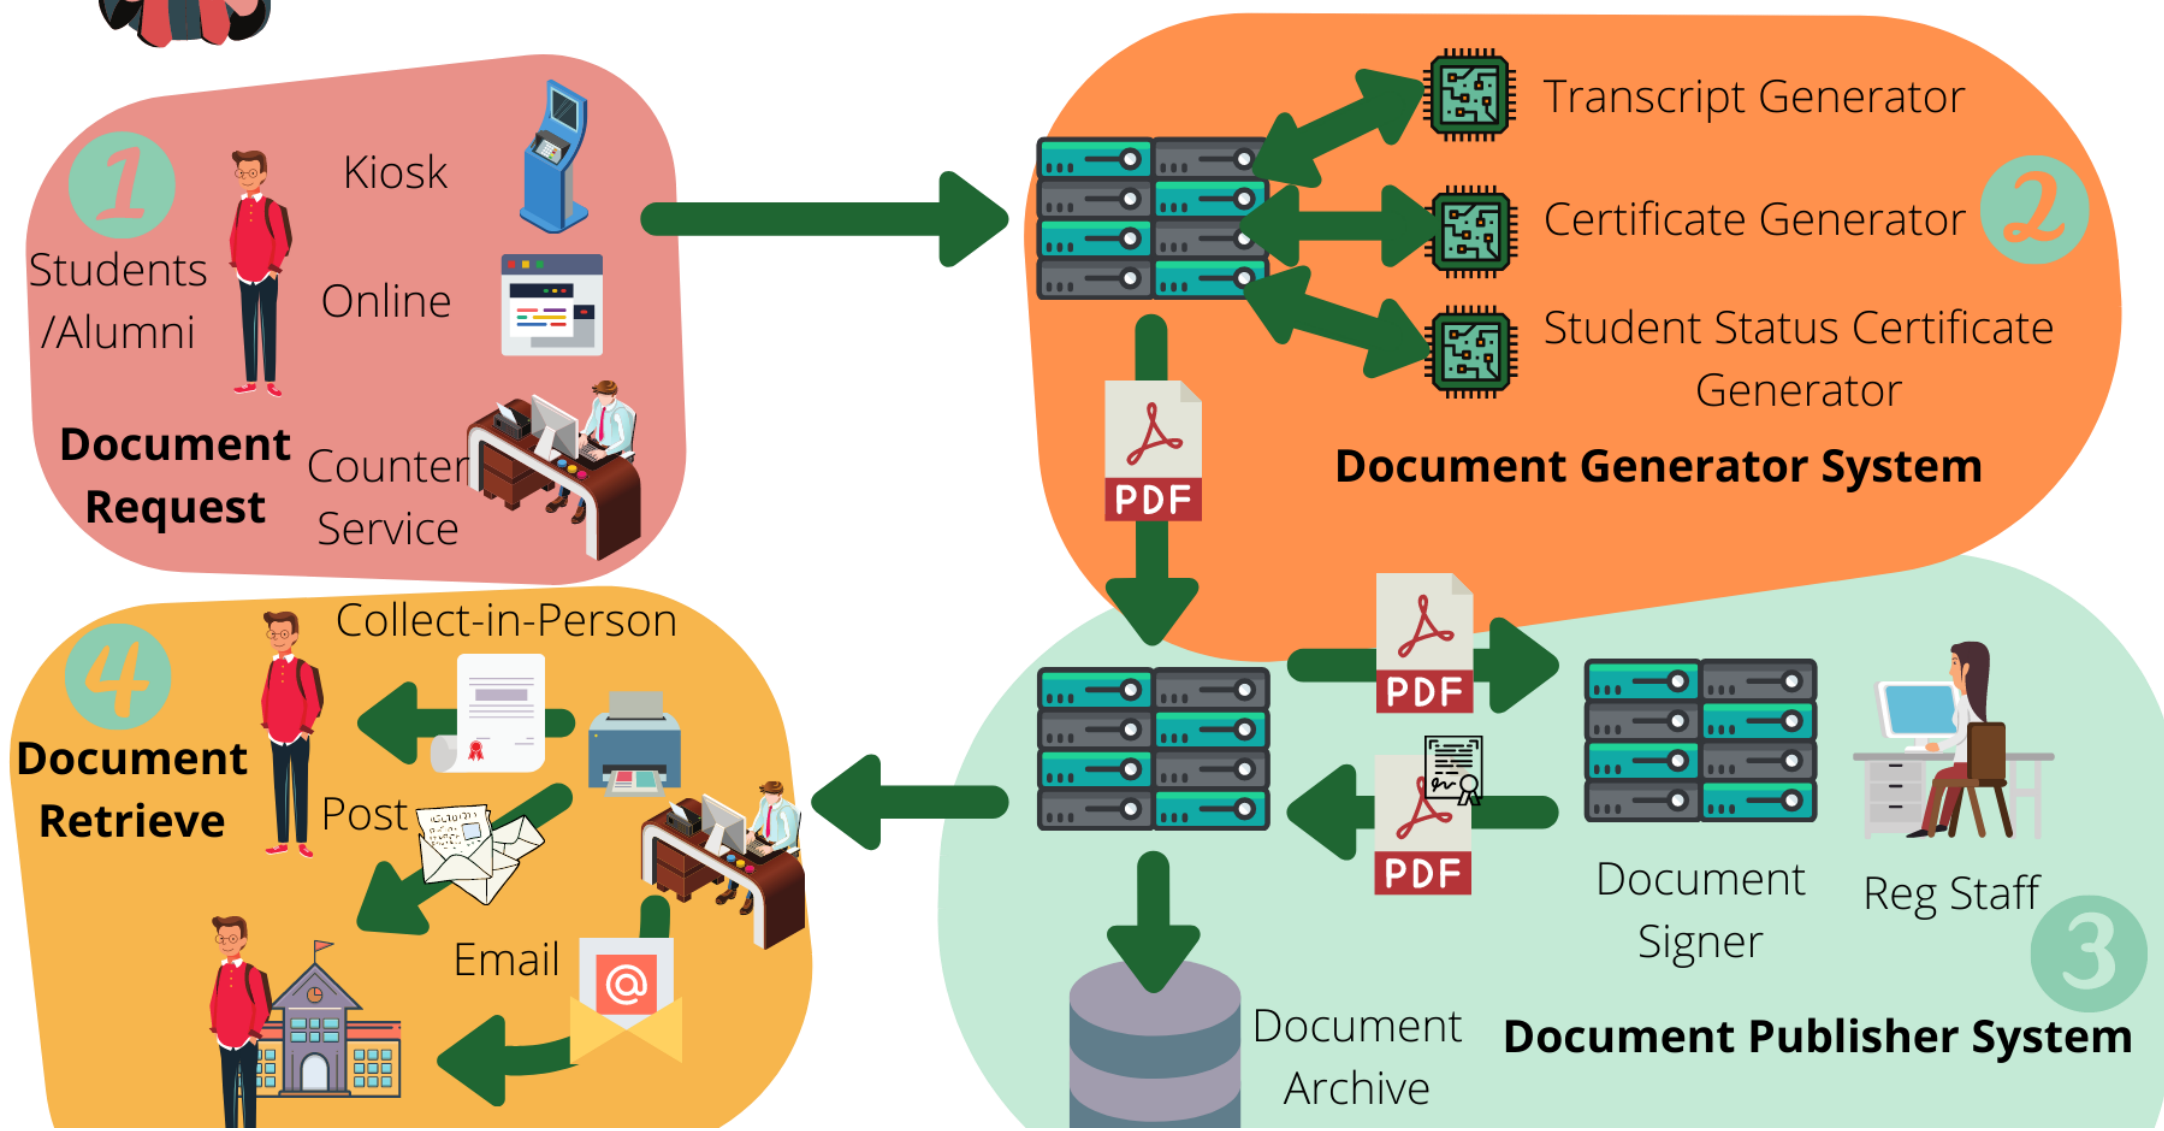 1
Kiosk
Students
/Alumni
Online
Document
Request
Counter
Service
Transcript Generator
Certificate Generator
2
Student Status Certificate
Generator
Document Generator System
PDF
PDF
PDF
Document
Signer
Reg Staff
3
Document Publisher System
Document
Archive
4
Collect-in-Person
Document
Retrieve
Post
Email
@